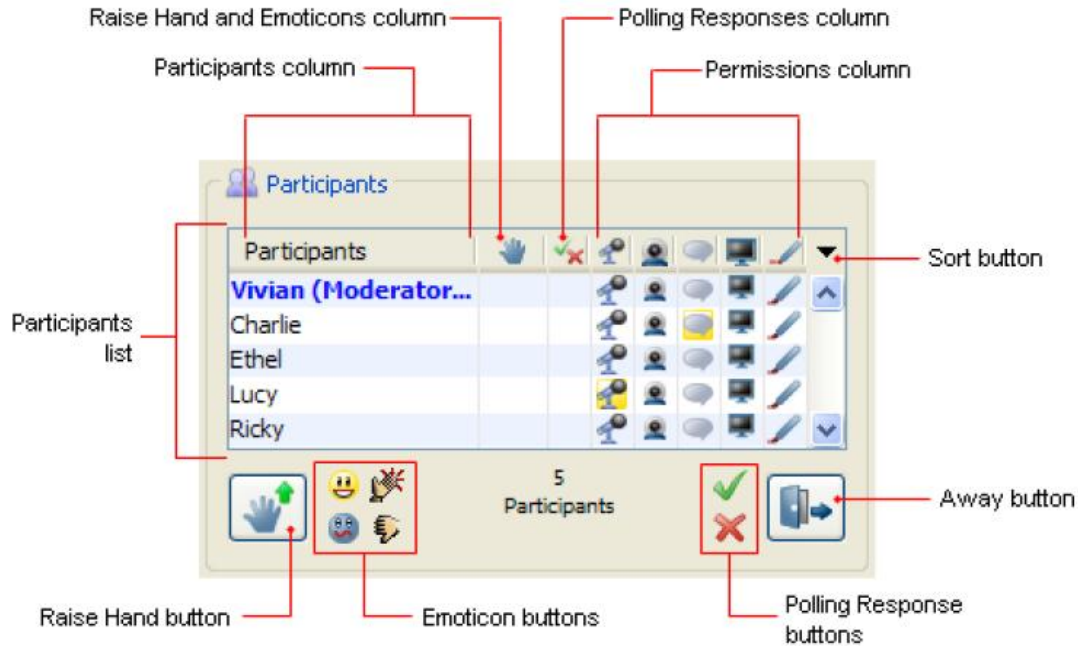 Raise Hand and Emoticons column
Polling Responses column
Participants column
Permissions column
Participants
Participants
Sort button
Vivian (Moderator...
Charlie
Participants
list
Ethel
Lucy
Ricky
5
Participants
Away button
Raise Hand button
Emoticon buttons
Polling Response
buttons